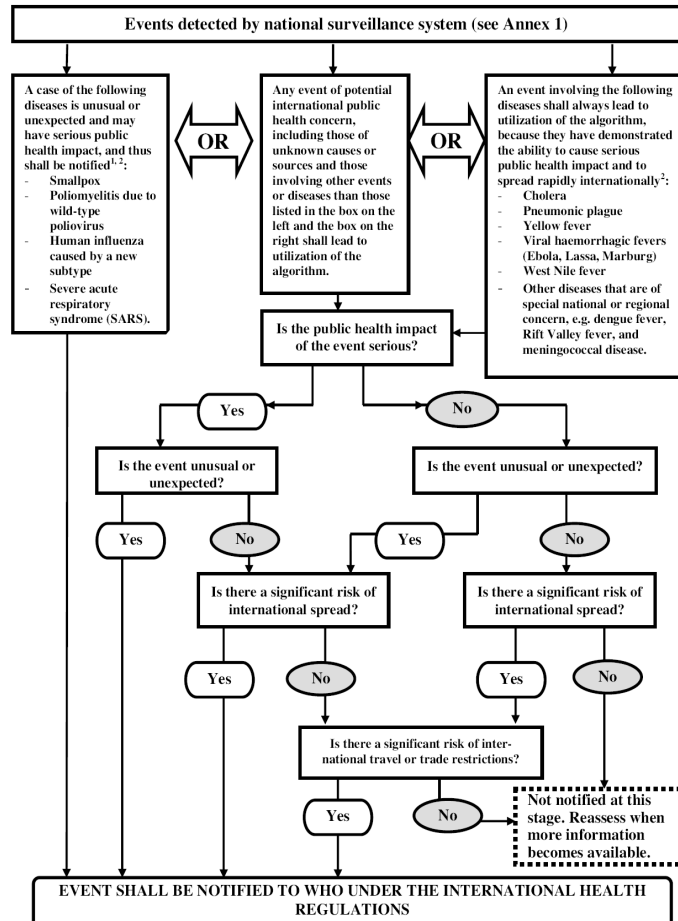 Events detected by national surveillance system (see Annex 1)
A case of the following
diseases is unusual or
unexpected and may
have serious public
health impact, and thus
shall be notified1, 2:
- Smallpox
- Poliomyelitis due to
wild-type
poliovirus
- Human influenza
caused by a new
subtype
- Severe acute
respiratory
syndrome (SARS).
OR
Any event of potential
international public
health concern,
including those of
unknown causes or
sources and those
involving other events
or diseases than those
listed in the box on the
left and the box on the
right shall lead to
utilization of the
algorithm.
OR
An event involving the following
diseases shall always lead to
utilization of the algorithm,
because they have demonstrated
the ability to cause serious
public health impact and to
spread rapidly internationally2:
- Cholera
- Pneumonic plague
- Yellow fever
- Viral haemorrhagic fevers
(Ebola, Lassa, Marburg)
- West Nile fever
- Other diseases that are of
special national or regional
concern, e.g. dengue fever,
Rift Valley fever, and
meningococcal disease.
Is the public health impact
of the event serious?
Yes
No
Is the event unusual or
unexpected?
Is the event unusual or unexpected?
Yes
No
Yes
No
Is there a significant risk of
international spread?
Is there a significant risk of
international spread?
Yes
No
Yes
No
Is there a significant risk of inter-
national travel or trade restrictions?
Yes
No
Not notified at this
stage. Reassess when
more information
becomes available.
EVENT SHALL BE NOTIFIED TO WHO UNDER THE INTERNATIONAL HEALTH
REGULATIONS